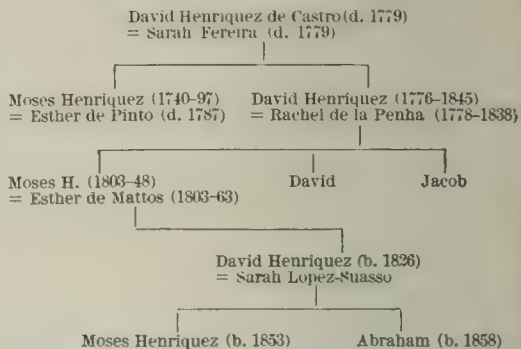 David Henriquez de Castro (d. 1779)
= Sarah Fereira (d. 1779)
Moses Henriquez (1740-97) David Henriquez (1776-1845)
= Esther de Pinto (d. 1787) = Rachel de la Penha (1778-1838)
Moses H. (1803-48) David Jacob
= Esther de Mattos (1803-63)
David Henriquez (b. 1826)
= Sarah Lopez-Suasso
Moses Henriquez (b. 1853) Abraham (b. 1858)